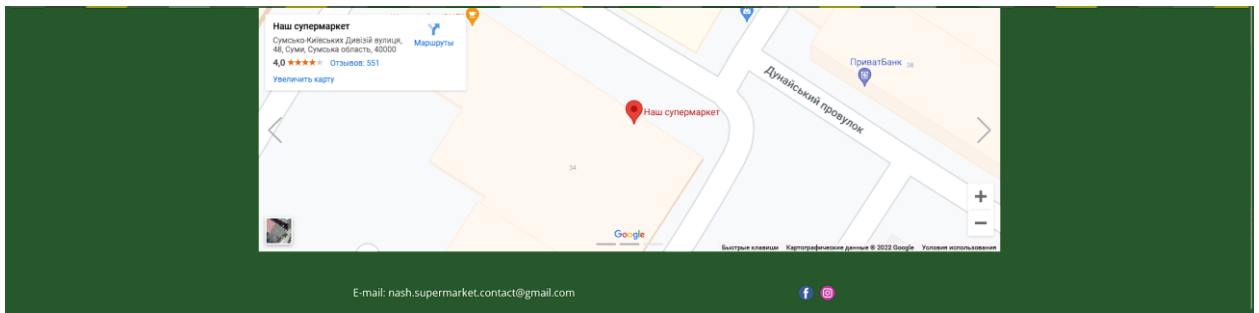 Наш супермаркет
Сумсько-Київських Дивізій вулиця,
48, Суми, Сумська область, 40000
4,0 ★★★★★ Отзывов: 551
Маршруты
Увеличить карту
ПриватБанк 38
Дунайський провулок
Наш супермаркет
34
Google
Быстрые клавиши Картографические данные © 2022 Google Условия использования
E-mail: nash.supermarket.contact@gmail.com